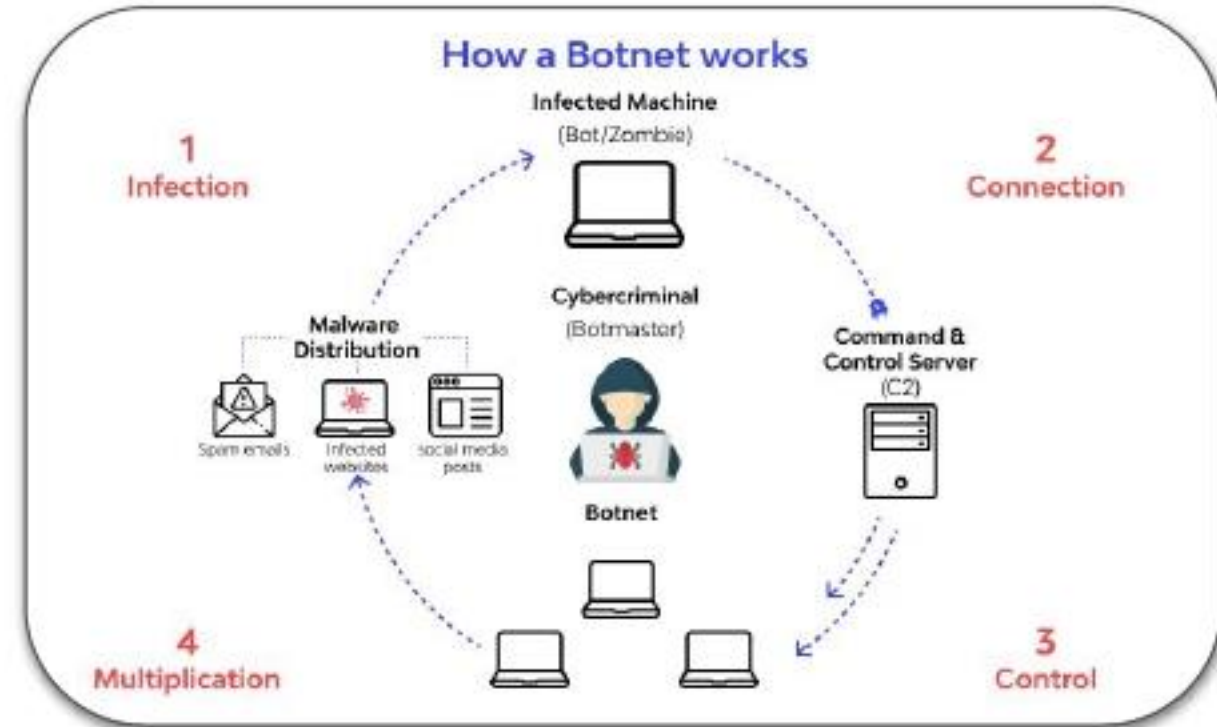 How a Botnet works
Infected Machine
(Bot/Zombie)
1
Infection
2
Connection
Cybercriminal
(Botmaster)
Malware
Distribution
Spam emails
Infected
websites
social media
posts
Command &
Control Server
(C2)
Botnet
4
Multiplication
3
Control